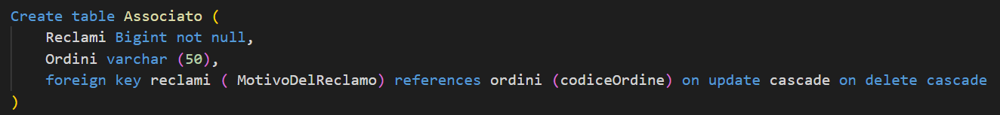 Create table Associato (
Reclami Bigint not null,
Ordini varchar (50),
foreign key reclami ( MotivoDelReclamo) references ordini (codiceOrdine) on update cascade on delete cascade
)